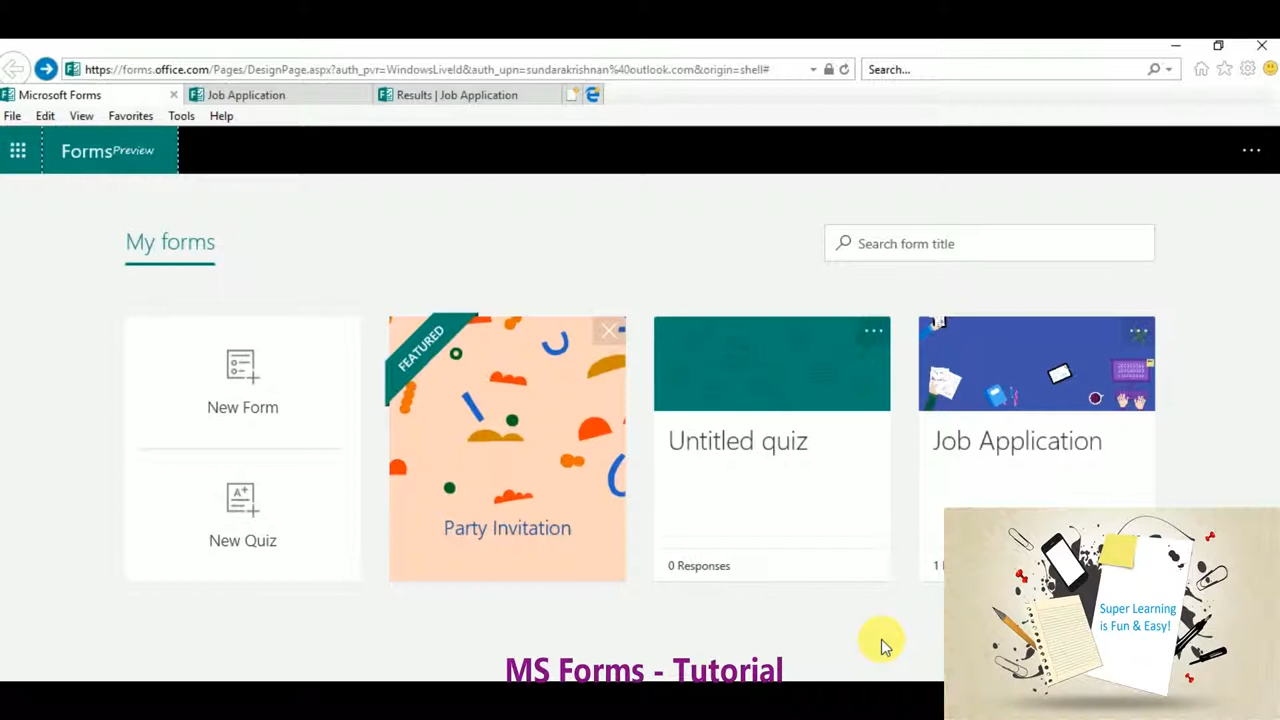 https://forms.office.com/Pages/DesignPage.aspx?auth_pvr=WindowsLiveId&auth_upn=sundarakrishnan%40outlook.com&origin=shell#
Search...
Microsoft Forms
Job Application
Results | Job Application
File Edit View Favorites Tools Help
Forms Preview
My forms
Search form title
New Form
New Quiz
FEATURED
Party Invitation
Untitled quiz
0 Responses
Job Application
1
Super Learning
is Fun & Easy!
MS Forms - Tutorial